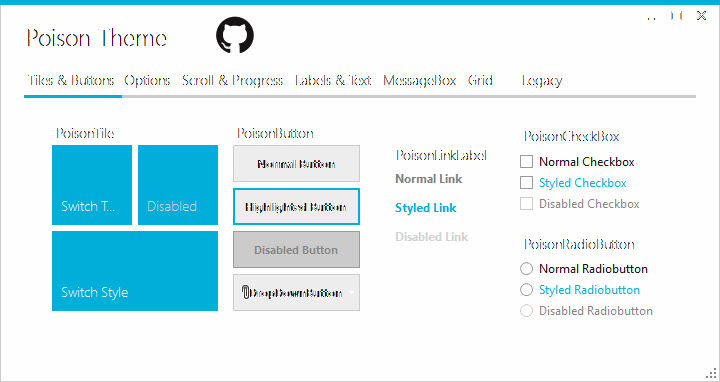 Poison Theme
Tiles & Buttons Options Scroll & Progress Labels & Text MessageBox Grid Legacy
PoisonTile
Switch T...
Disabled
Switch Style
PoisonButton
Normal Button
Highlighted Button
Disabled Button
DropDownButton
PoisonLinkLabel
Normal Link
Styled Link
Disabled Link
PoisonCheckBox
Normal Checkbox
Styled Checkbox
Disabled Checkbox
PoisonRadioButton
Normal Radiobutton
Styled Radiobutton
Disabled Radiobutton